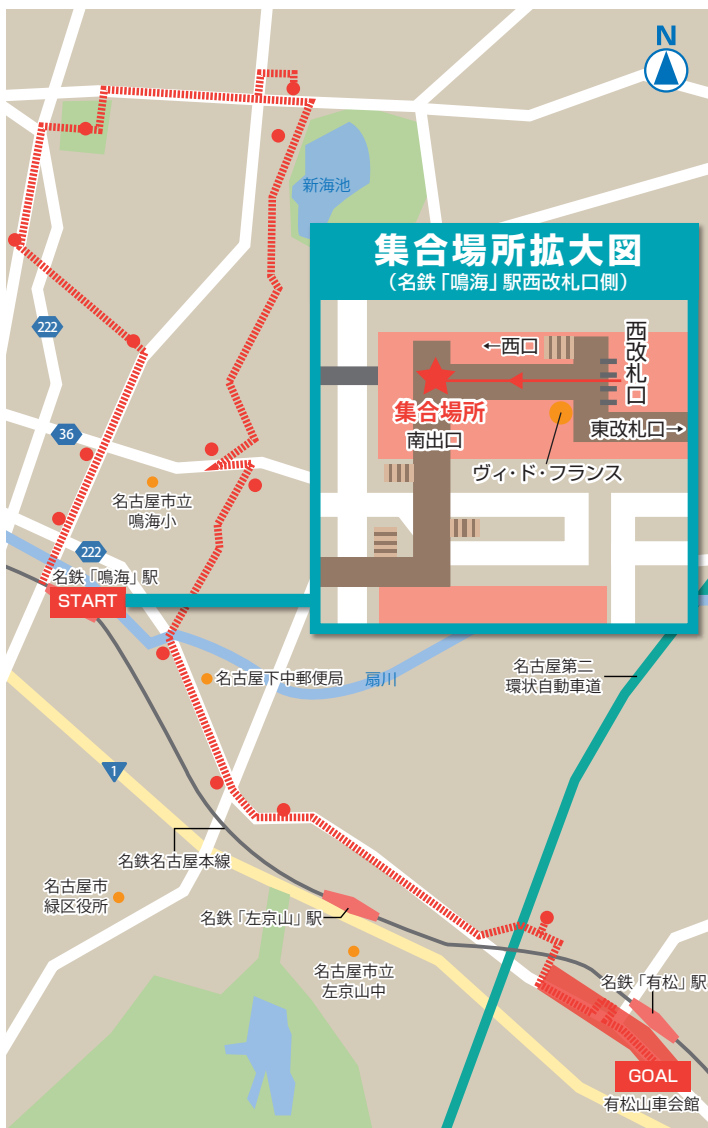 N
新海池
集合場所拡大図
(名鉄「鳴海」駅西改札口側)
←西口
西改札口
集合場所
南出口
東改札口→
ヴィ・ド・フランス
222
36
名古屋市立
鳴海小
222
名鉄「鳴海」駅
START
名古屋下中郵便局
扇川
名古屋第二
環状自動車道
1
名鉄名古屋本線
名古屋市
緑区役所
名鉄「左京山」駅
名古屋市立
左京山中
名鉄「有松」駅
GOAL
有松山車会館